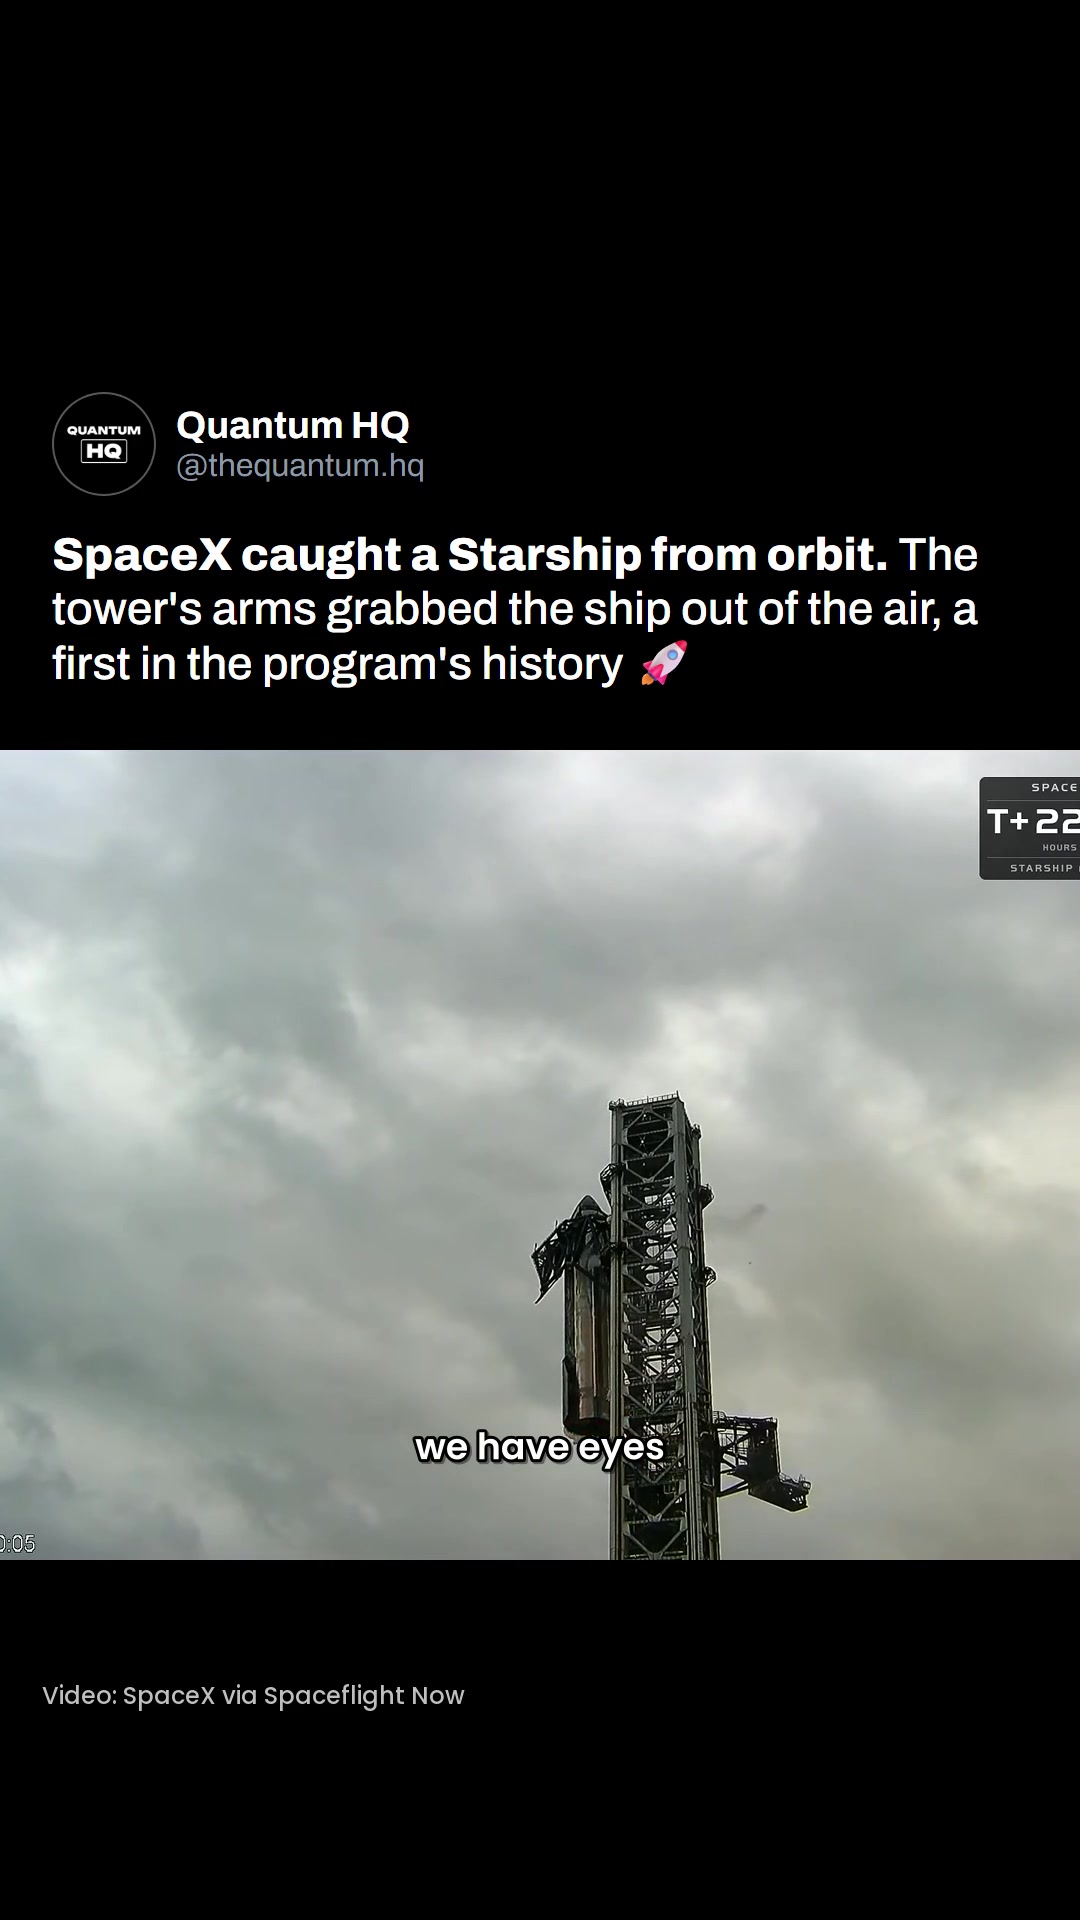 QUANTUM
HQ
Quantum HQ
@thequantum.hq
SpaceX caught a Starship from orbit. The
tower's arms grabbed the ship out of the air, a
first in the program's history 🚀
SPACE
T+22
HOURS
STARSHIP
we have eyes
0:05
Video: SpaceX via Spaceflight Now